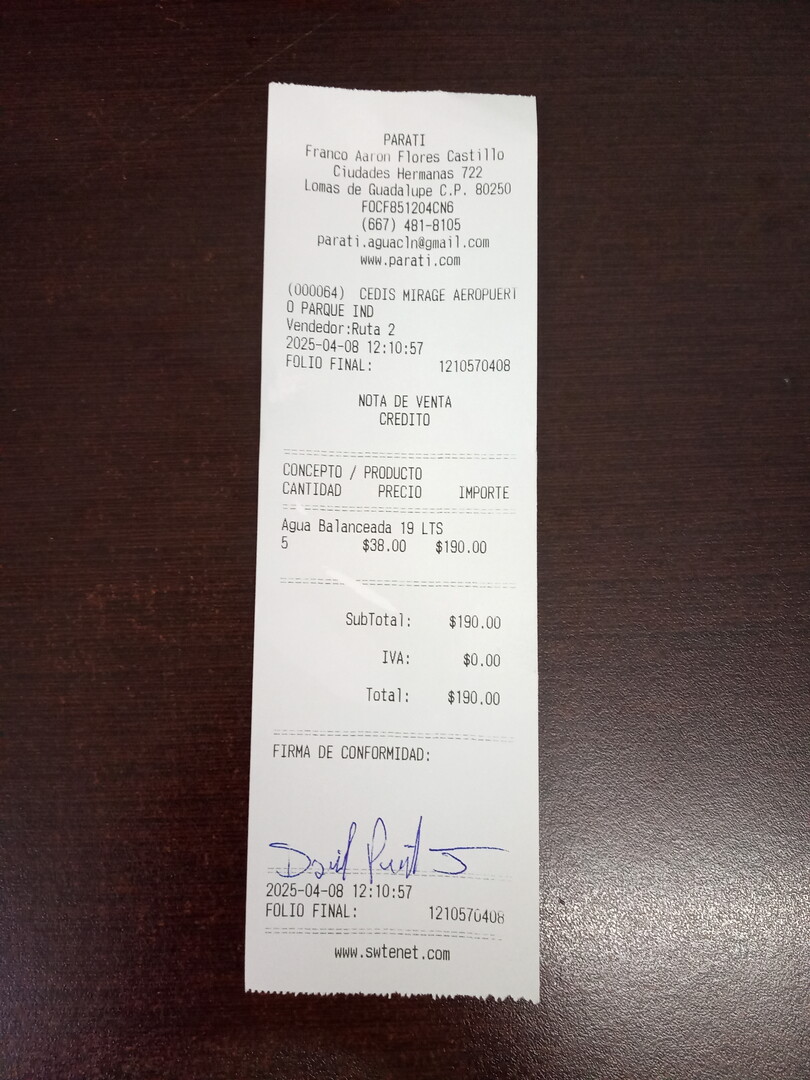 PARATI
Franco Aaron Flores Castillo
Ciudades Hermanas 722
Lomas de Guadalupe C.P. 80250
FOCF851204CN6
(667) 481-8105
parati.aguacln@gmail.com
www.parati.com
(000064) CEDIS MIRAGE AEROPUERT
O PARQUE IND
Vendedor:Ruta 2
2025-04-08 12:10:57
FOLIO FINAL: 1210570408
NOTA DE VENTA
CREDITO
CONCEPTO / PRODUCTO
CANTIDAD PRECIO IMPORTE
Agua Balanceada 19 LTS
5 $38.00 $190.00
SubTotal: $190.00
IVA: $0.00
Total: $190.00
FIRMA DE CONFORMIDAD:
David
2025-04-08 12:10:57
FOLIO FINAL: 1210570408
www.swtenet.com